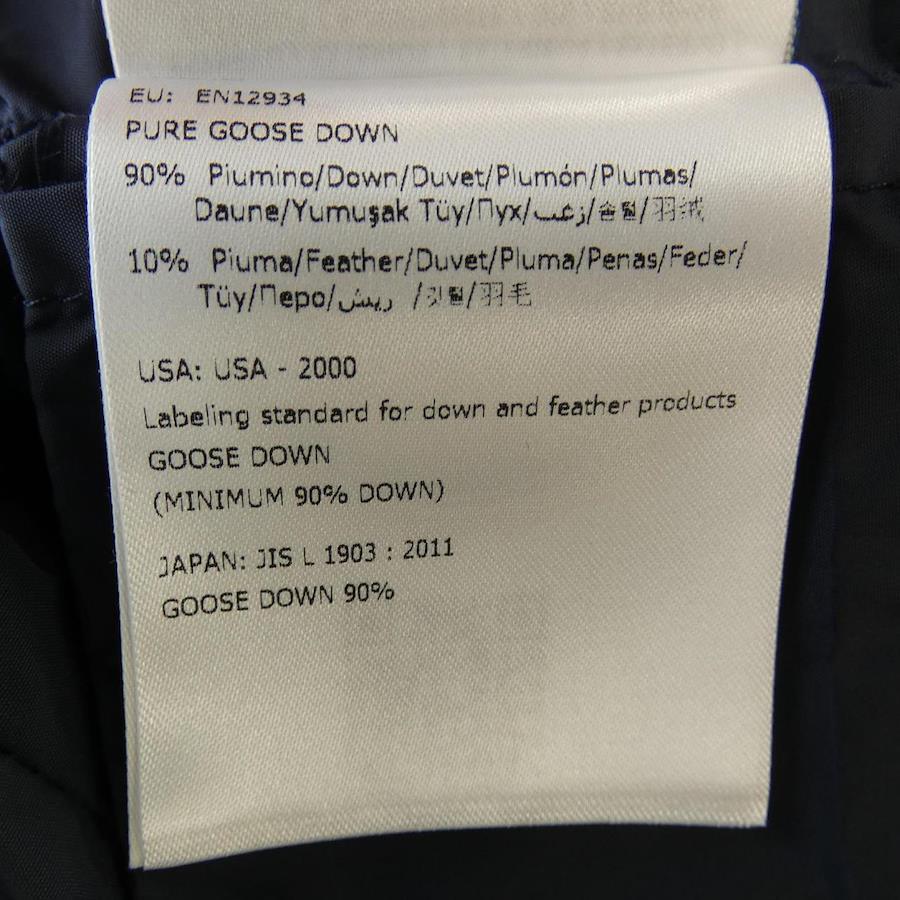 EU: EN12934
PURE GOOSE DOWN
90% Piumino/Down/Duvet/Plumón/Plumas/
Daune/Yumuşak Tüy/Пух/زغب/솜털/羽绒
10% Piuma/Feather/Duvet/Pluma/Penas/Feder/
Tüy/Перо/ريش /깃털/羽毛
USA: USA - 2000
Labeling standard for down and feather products
GOOSE DOWN
(MINIMUM 90% DOWN)
JAPAN: JIS L 1903 : 2011
GOOSE DOWN 90%